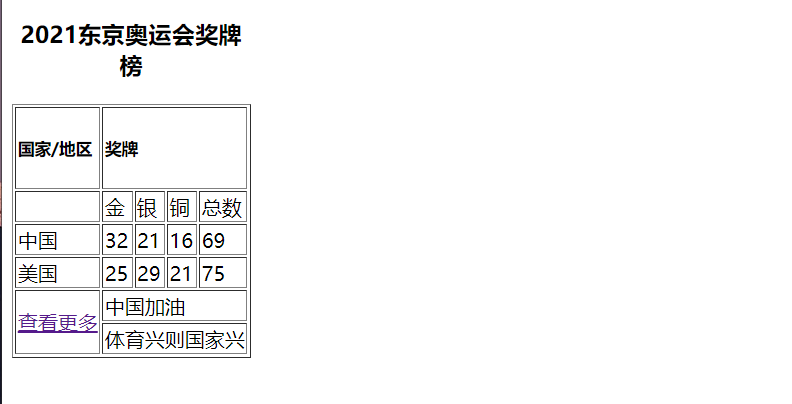 2021东京奥运会奖牌
榜
国家/地区 奖牌
金 银 铜 总数
中国 32 21 16 69
美国 25 29 21 75
查看更多 中国加油
体育兴则国家兴